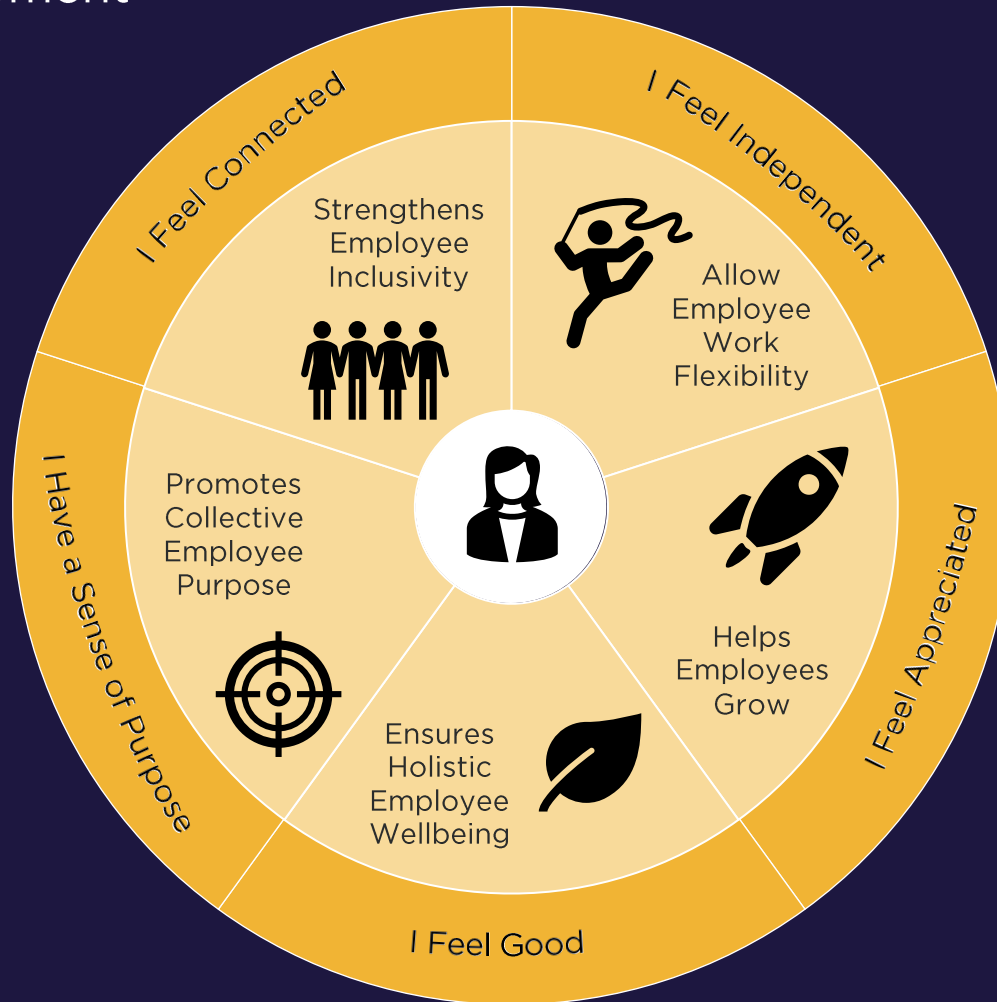 I Feel Connected
I Feel Independent
Strengthens
Employee
Inclusivity
Allow
Employee
Work
Flexibility
I Have a Sense of Purpose
Promotes
Collective
Employee
Purpose
I Feel Appreciated
Helps
Employees
Grow
Ensures
Holistic
Employee
Wellbeing
I Feel Good